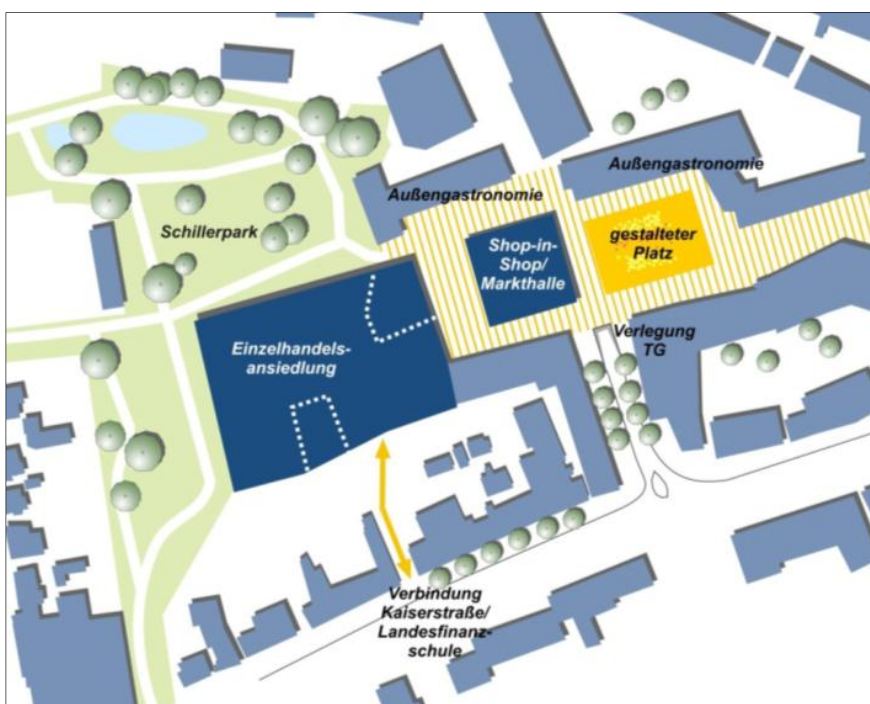 Außengastronomie
Außengastronomie
Schillerpark
Shop-in-
Shop/
Markthalle
gestalteter
Platz
Einzelhandels-
ansiedlung
Verlegung
TG
Verbindung
Kaiserstraße/
Landesfinanz-
schule